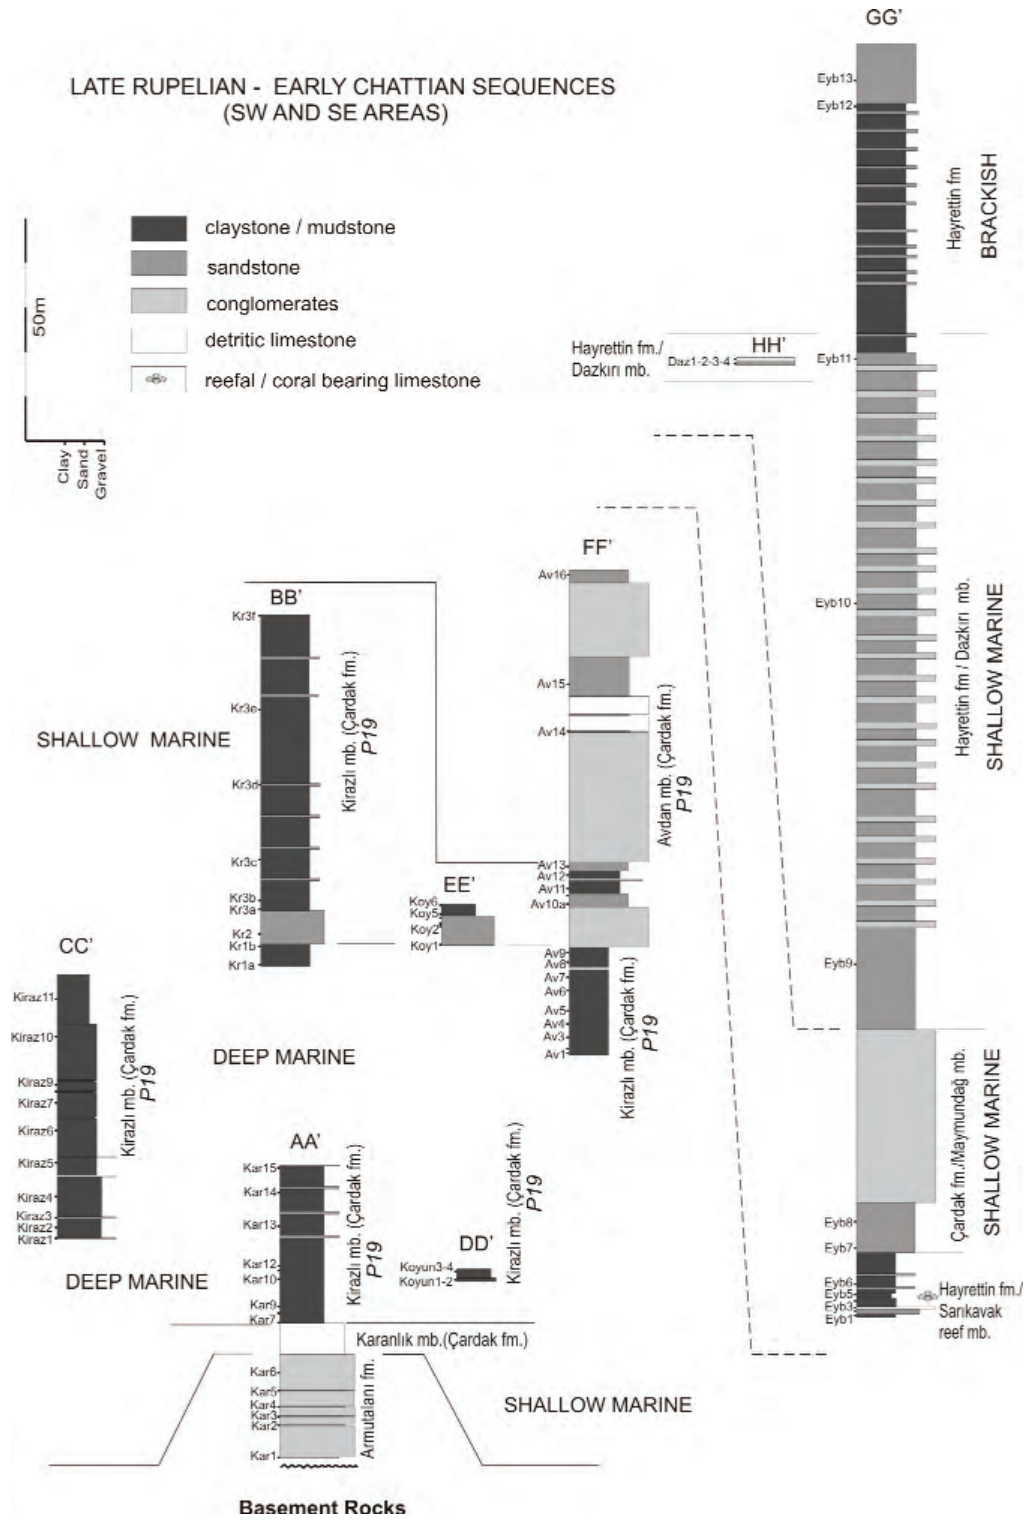 GG'
LATE RUPELIAN - EARLY CHATTIAN SEQUENCES
(SW AND SE AREAS)
claystone / mudstone
sandstone
conglomerates
detritic limestone
reefal / coral bearing limestone
50m
Clay
Sand
Gravel
Eyb13
Eyb12
Hayrettin fm
BRACKISH
Hayrettin fm./
Dazkırı mb.
HH'
Daz1-2-3-4
Eyb11
Eyb10
Hayrettin fm / Dazkırı mb.
SHALLOW MARINE
Eyb9
Çardak fm./Maymundağ mb.
SHALLOW MARINE
Eyb8
Eyb7
Eyb6
Eyb5
Eyb3
Eyb1
Hayrettin fm./
Sarıkavak
reef mb.
FF'
Av16
Av15
Av14
Avdan mb. (Çardak fm.)
P19
Av13
Av12
Av11
Av10a
Av9
Av8
Av7
Av6
Av5
Av4
Av3
Av1
Kirazlı mb. (Çardak fm.)
P19
BB'
Kr3f
Kr3e
Kr3d
Kr3c
Kr3b
Kr3a
Kr2
Kr1b
Kr1a
Kirazlı mb. (Çardak fm.)
P19
SHALLOW MARINE
EE'
Koy6
Koy5
Koy2
Koy1
CC'
Kiraz11
Kiraz10
Kiraz9
Kiraz7
Kiraz6
Kiraz5
Kiraz4
Kiraz3
Kiraz2
Kiraz1
Kirazlı mb. (Çardak fm.)
P19
DEEP MARINE
AA'
Kar15
Kar14
Kar13
Kar12
Kar10
Kar9
Kar7
Kirazlı mb. (Çardak fm.)
P19
DD'
Koyun3-4
Koyun1-2
Kirazlı mb. (Çardak fm.)
P19
DEEP MARINE
Karanlık mb.(Çardak fm.)
Kar6
Kar5
Kar4
Kar3
Kar2
Kar1
Armutalanı fm.
SHALLOW MARINE
Basement Rocks